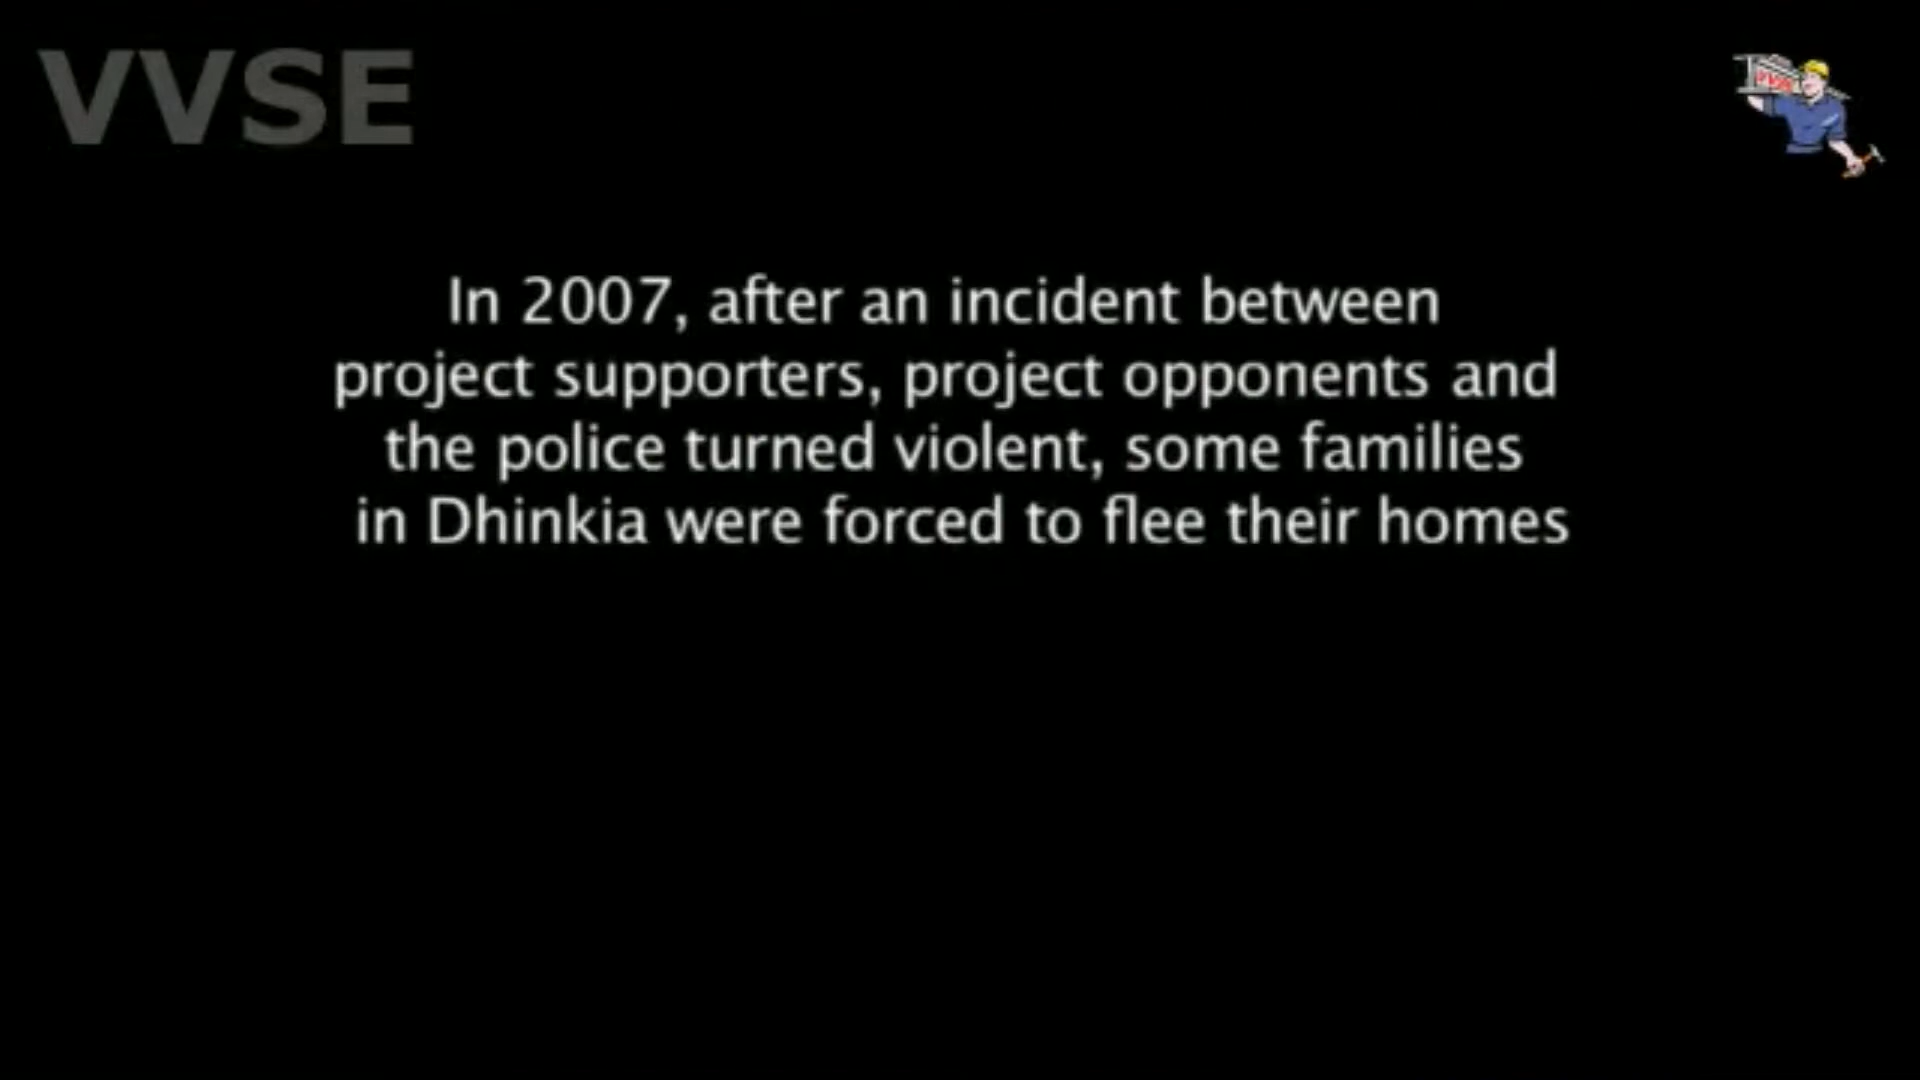 VVSE
In 2007, after an incident between
project supporters, project opponents and
the police turned violent, some families
in Dhinkia were forced to flee their homes